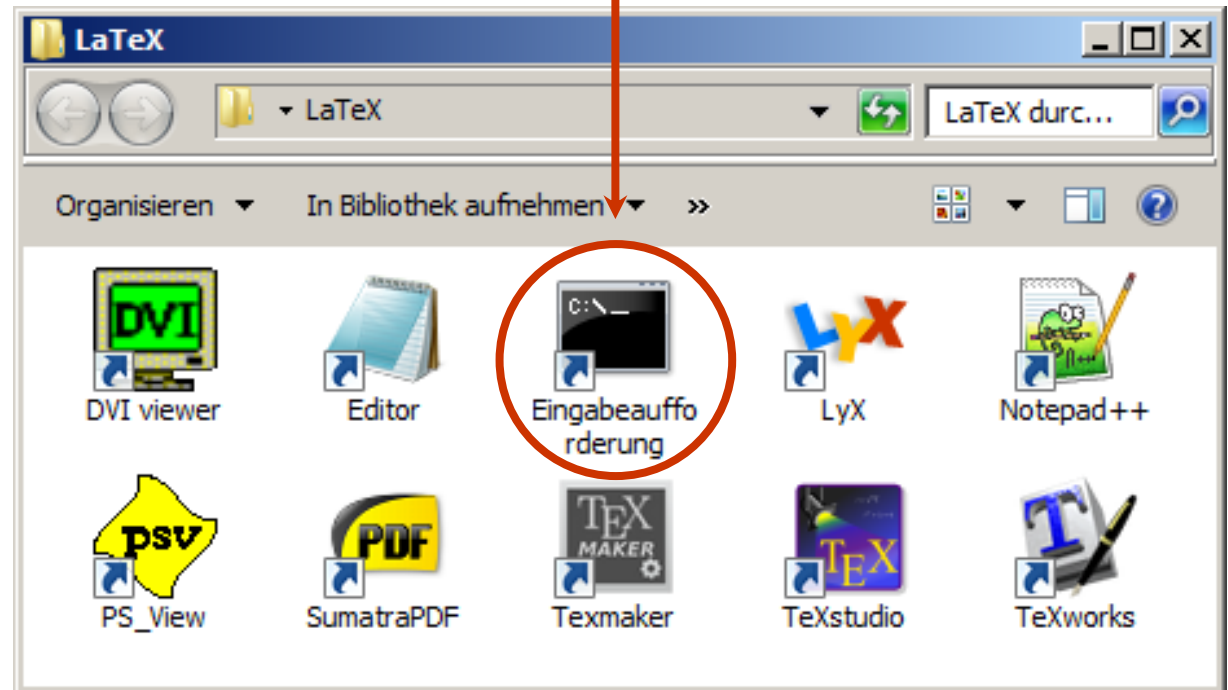 LaTeX
LaTeX
LaTeX durc...
Organisieren
In Bibliothek aufnehmen
»
DVI
C:\_
LyX
DVI viewer
Editor
Eingabeauffo
rderung
LyX
Notepad++
psv
PDF
TEX
MAKER
TEX
T
PS_View
SumatraPDF
Texmaker
TeXstudio
TeXworks